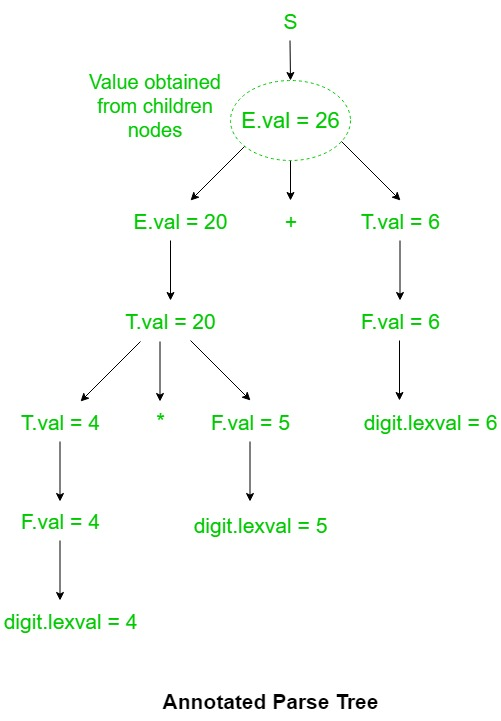 S
Value obtained
from children
nodes
E.val = 26
E.val = 20
+
T.val = 6
T.val = 20
F.val = 6
T.val = 4
*
F.val = 5
digit.lexval = 6
F.val = 4
digit.lexval = 5
digit.lexval = 4
Annotated Parse Tree